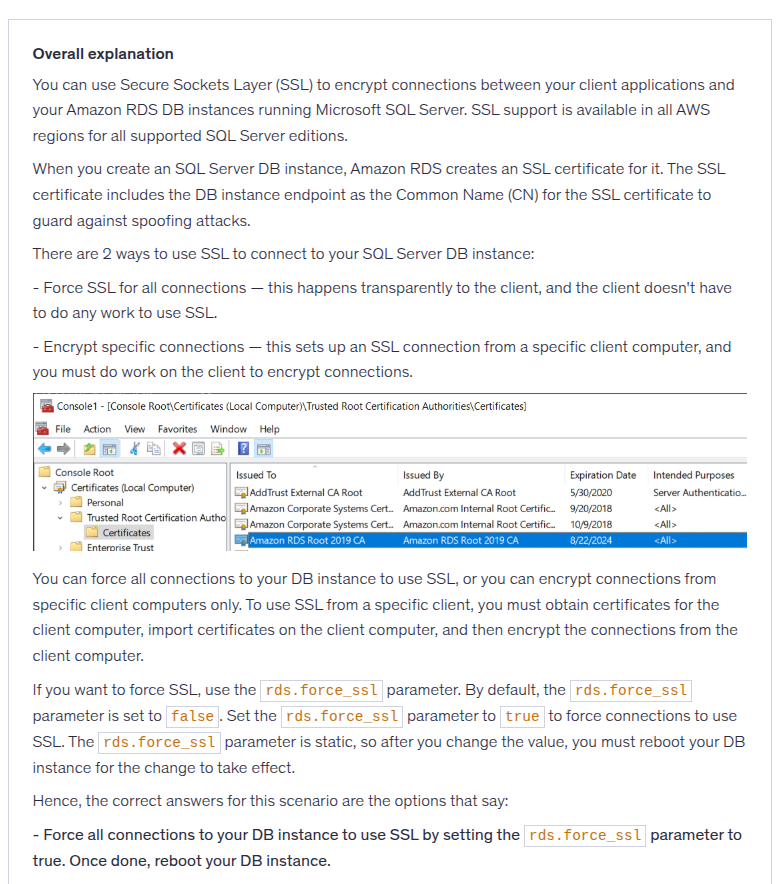 Overall explanation
You can use Secure Sockets Layer (SSL) to encrypt connections between your client applications and
your Amazon RDS DB instances running Microsoft SQL Server. SSL support is available in all AWS
regions for all supported SQL Server editions.
When you create an SQL Server DB instance, Amazon RDS creates an SSL certificate for it. The SSL
certificate includes the DB instance endpoint as the Common Name (CN) for the SSL certificate to
guard against spoofing attacks.
There are 2 ways to use SSL to connect to your SQL Server DB instance:
- Force SSL for all connections — this happens transparently to the client, and the client doesn't have
to do any work to use SSL.
- Encrypt specific connections — this sets up an SSL connection from a specific client computer, and
you must do work on the client to encrypt connections.
Console1 - [Console Root\Certificates (Local Computer)\Trusted Root Certification Authorities\Certificates]
File Action View Favorites Window Help
Console Root
Certificates (Local Computer)
Personal
Trusted Root Certification Autho
Certificates
Enterprise Trust
Issued To Issued By Expiration Date Intended Purposes
AddTrust External CA Root AddTrust External CA Root 5/30/2020 Server Authenticatio...
Amazon Corporate Systems Cert... Amazon.com Internal Root Certific... 9/20/2018 <All>
Amazon Corporate Systems Cert... Amazon.com Internal Root Certific... 10/9/2018 <All>
Amazon RDS Root 2019 CA Amazon RDS Root 2019 CA 8/22/2024 <All>
You can force all connections to your DB instance to use SSL, or you can encrypt connections from
specific client computers only. To use SSL from a specific client, you must obtain certificates for the
client computer, import certificates on the client computer, and then encrypt the connections from the
client computer.
If you want to force SSL, use the rds.force_ssl parameter. By default, the rds.force_ssl
parameter is set to false. Set the rds.force_ssl parameter to true to force connections to use
SSL. The rds.force_ssl parameter is static, so after you change the value, you must reboot your DB
instance for the change to take effect.
Hence, the correct answers for this scenario are the options that say:
- Force all connections to your DB instance to use SSL by setting the rds.force_ssl parameter to
true. Once done, reboot your DB instance.